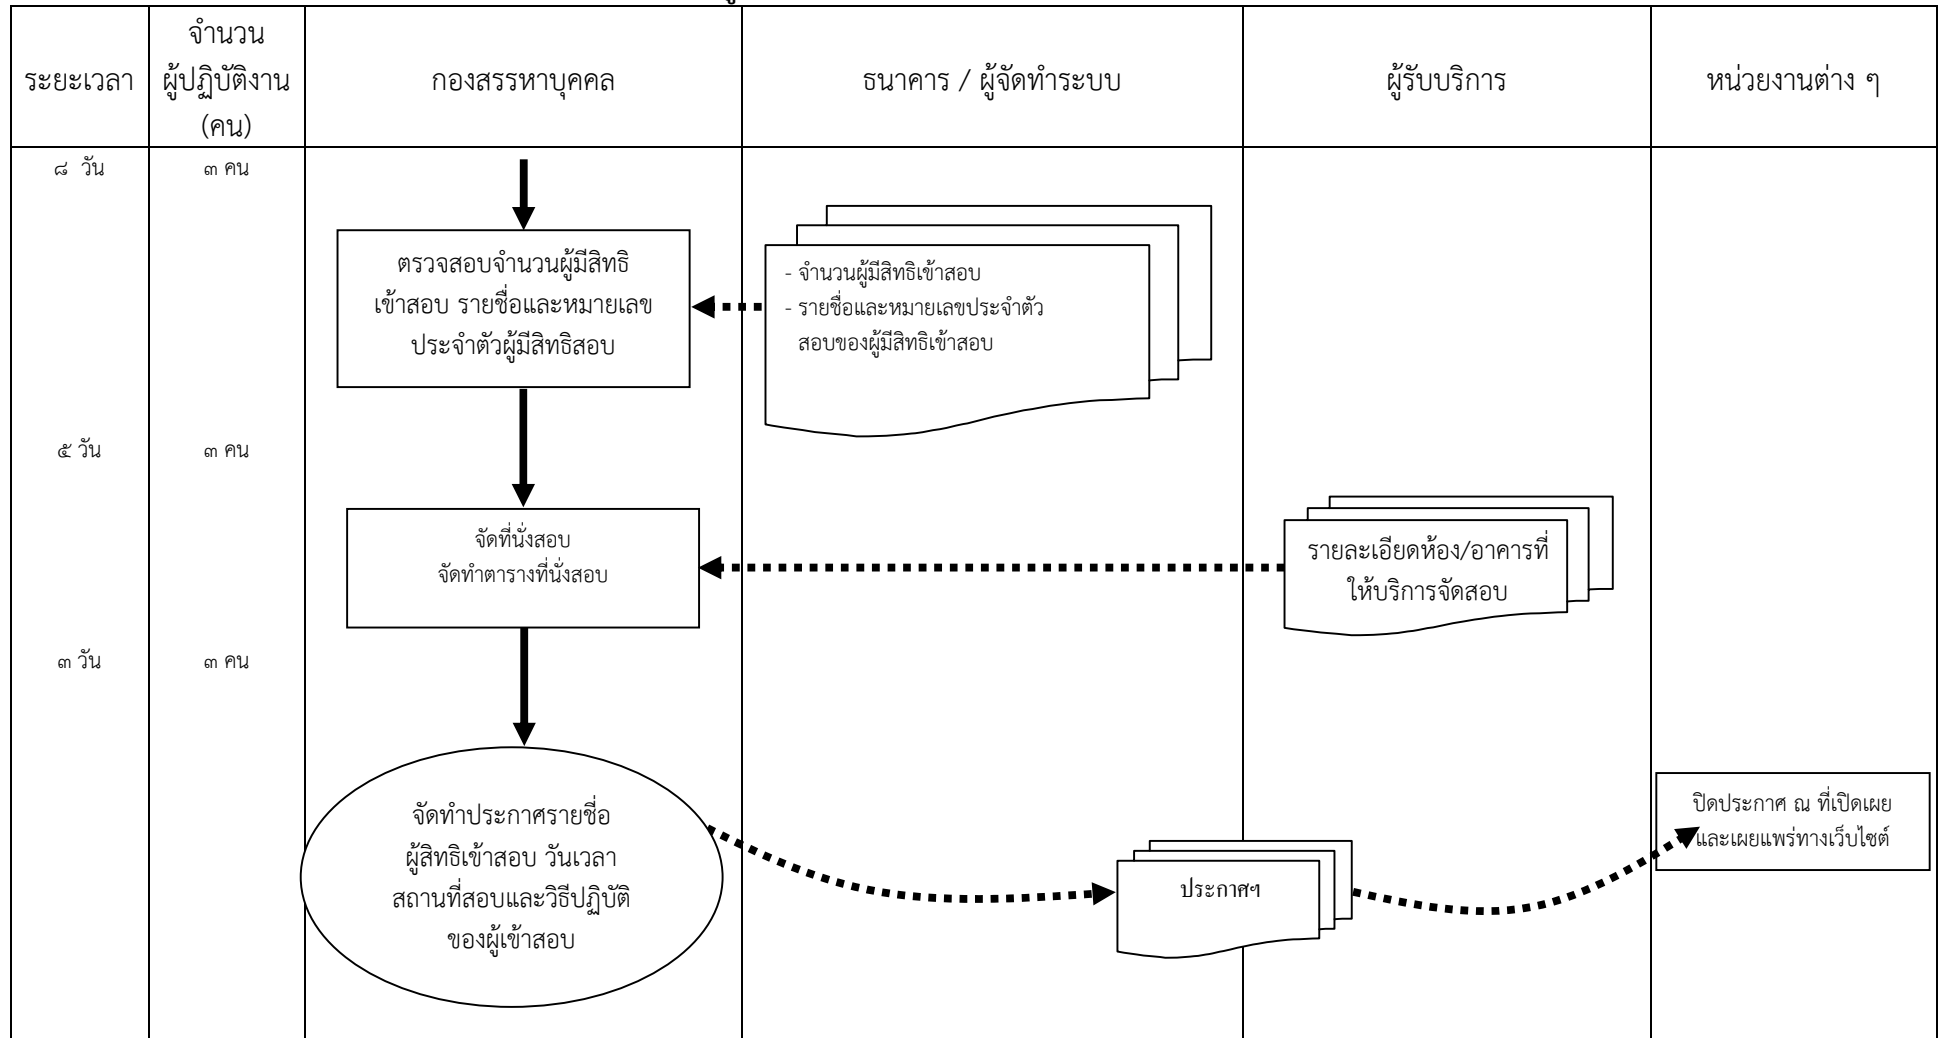 ระยะเวลา
จำนวน
ผู้ปฏิบัติงาน
(คน)
กองสรรหาบุคคล
ธนาคาร / ผู้จัดทำระบบ
ผู้รับบริการ
หน่วยงานต่าง ๆ
๘ วัน
๓ คน
ตรวจสอบจำนวนผู้มีสิทธิ
เข้าสอบ รายชื่อและหมายเลข
ประจำตัวผู้มีสิทธิสอบ
- จำนวนผู้มีสิทธิเข้าสอบ
- รายชื่อและหมายเลขประจำตัว
สอบของผู้มีสิทธิเข้าสอบ
๕ วัน
๓ คน
จัดที่นั่งสอบ
จัดทำตารางที่นั่งสอบ
รายละเอียดห้อง/อาคารที่
ให้บริการจัดสอบ
๓ วัน
๓ คน
จัดทำประกาศรายชื่อ
ผู้สิทธิเข้าสอบ วันเวลา
สถานที่สอบและวิธีปฏิบัติ
ของผู้เข้าสอบ
ประกาศฯ
ปิดประกาศ ณ ที่เปิดเผย
และเผยแพร่ทางเว็บไซต์